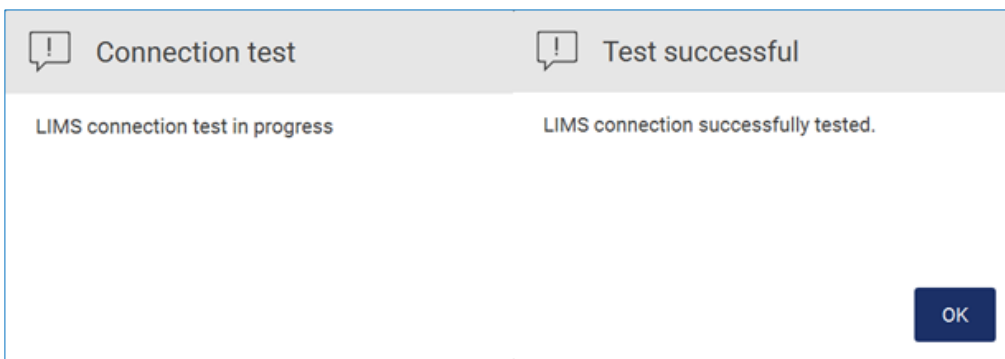 Connection test
LIMS connection test in progress
Test successful
LIMS connection successfully tested.
OK